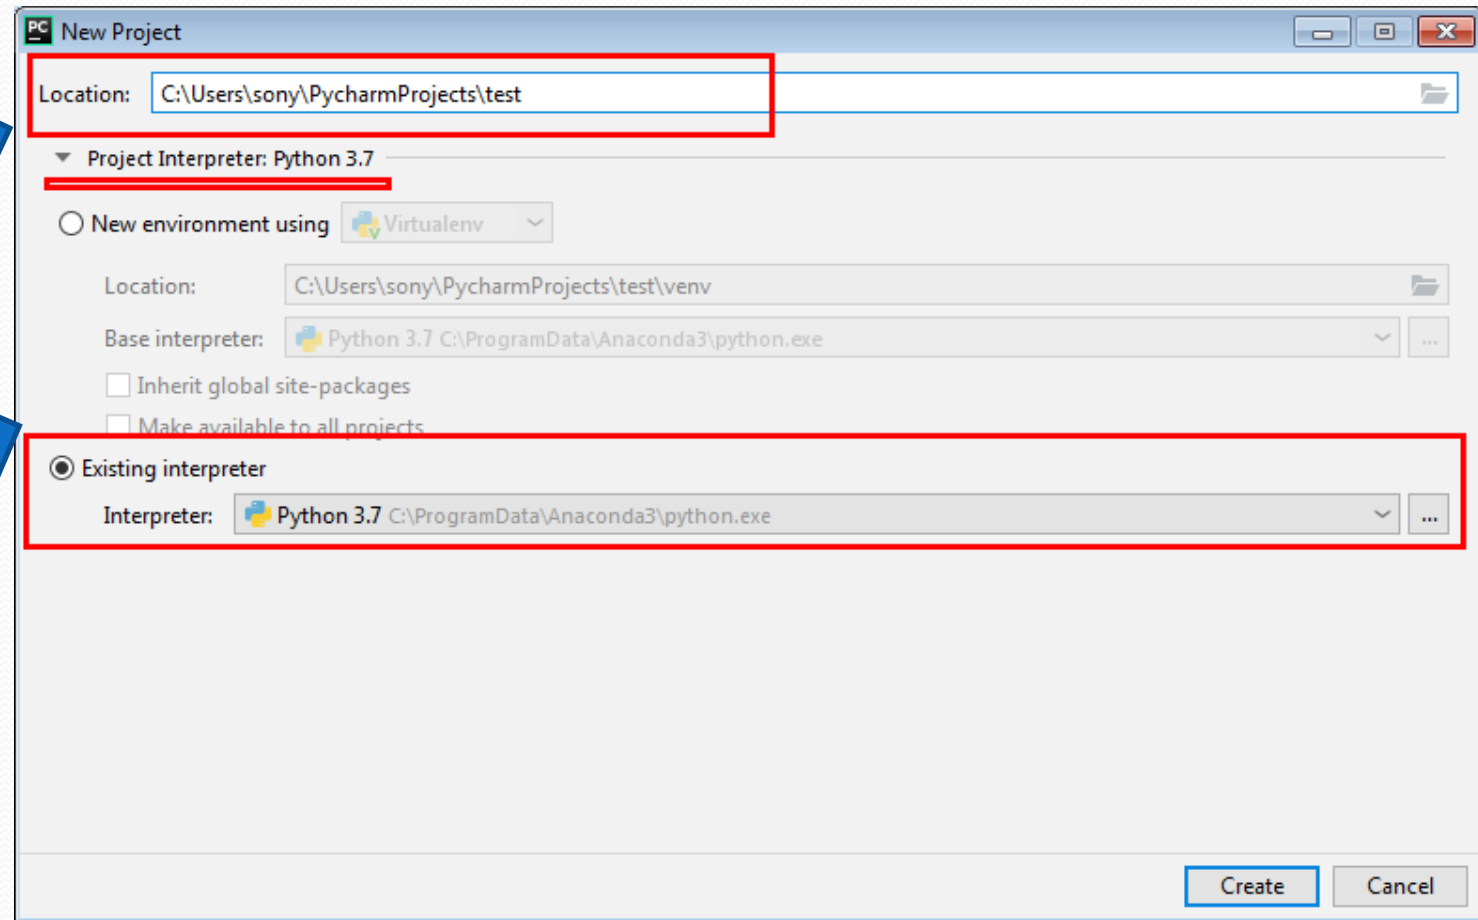 PC New Project
Location: C:\Users\sony\PycharmProjects\test
Project Interpreter: Python 3.7
New environment using Virtualenv
Location: C:\Users\sony\PycharmProjects\test\venv
Base interpreter: Python 3.7 C:\ProgramData\Anaconda3\python.exe ...
Inherit global site-packages
Make available to all projects
Existing interpreter
Interpreter: Python 3.7 C:\ProgramData\Anaconda3\python.exe ...
Create Cancel